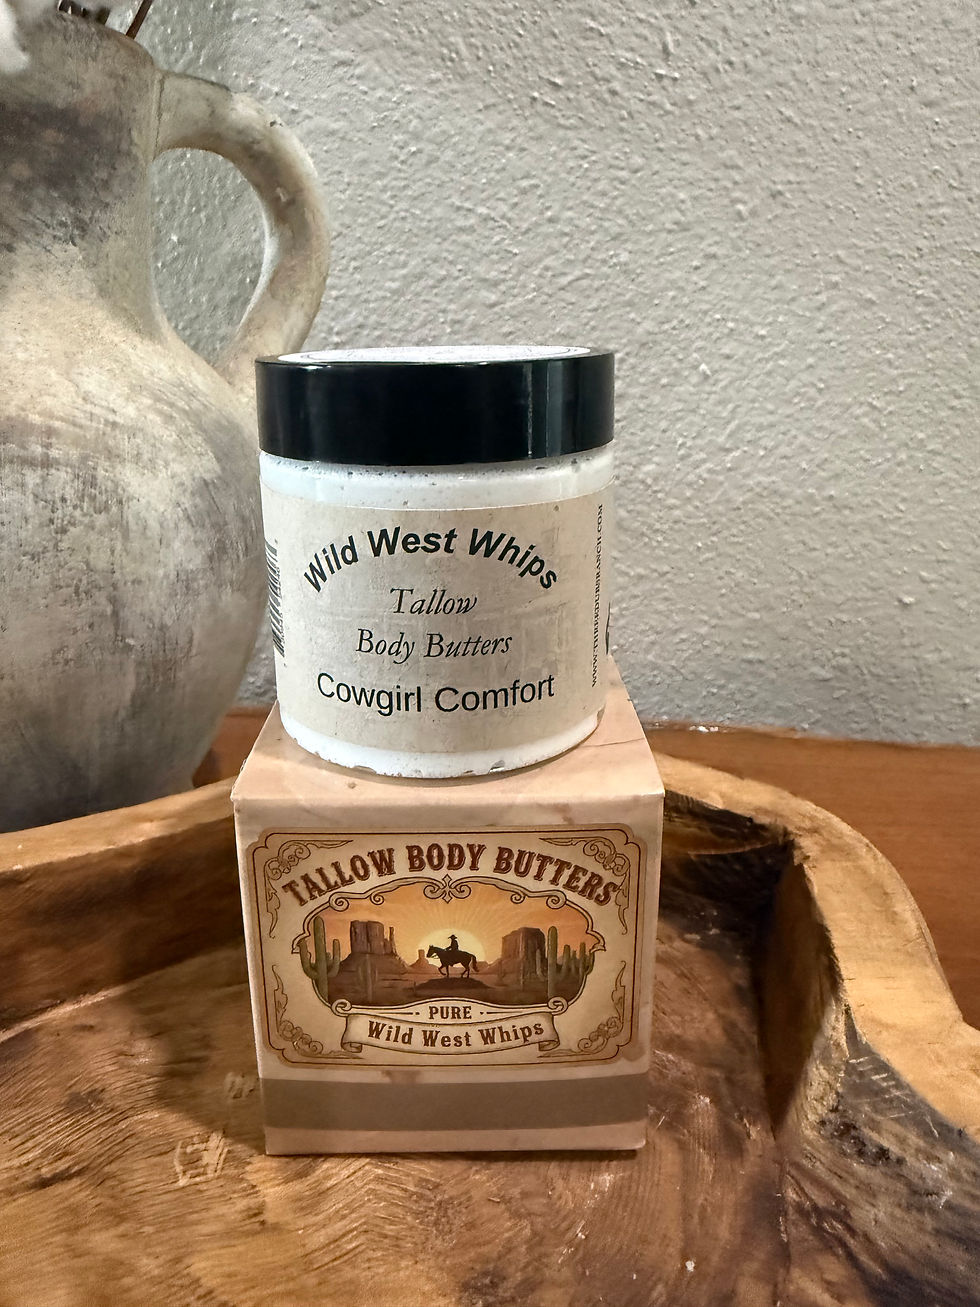 Wild West Whips
Tallow
Body Butters
Cowgirl Comfort
TALLOW BODY BUTTERS
· PURE ·
Wild West Whips